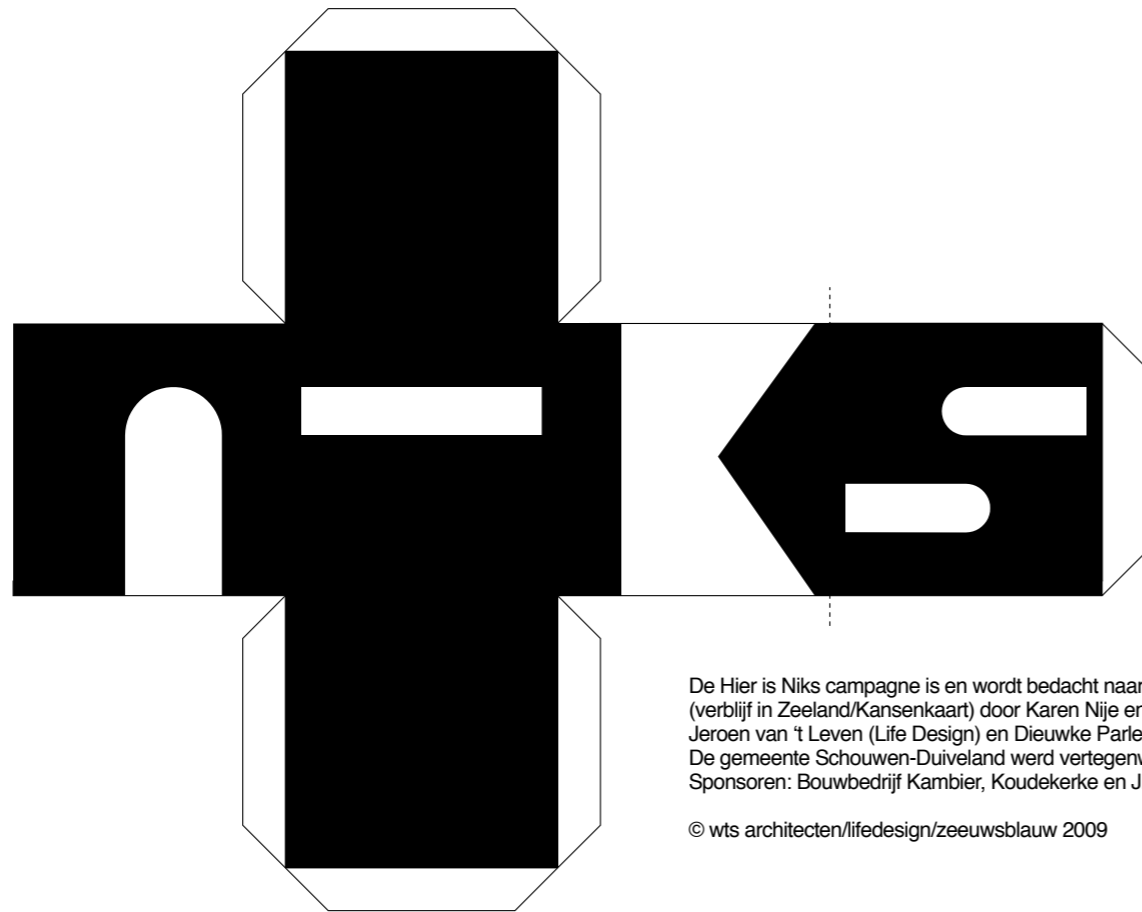 niks
De Hier is Niks campagne is en wordt bedacht naar
(verblijf in Zeeland/Kansenkaart) door Karen Nije en
Jeroen van ‘t Leven (Life Design) en Dieuwke Parle
De gemeente Schouwen-Duiveland werd vertegenw
Sponsoren: Bouwbedrijf Kambier, Koudekerke en J
© wts architecten/lifedesign/zeeuwsblauw 2009